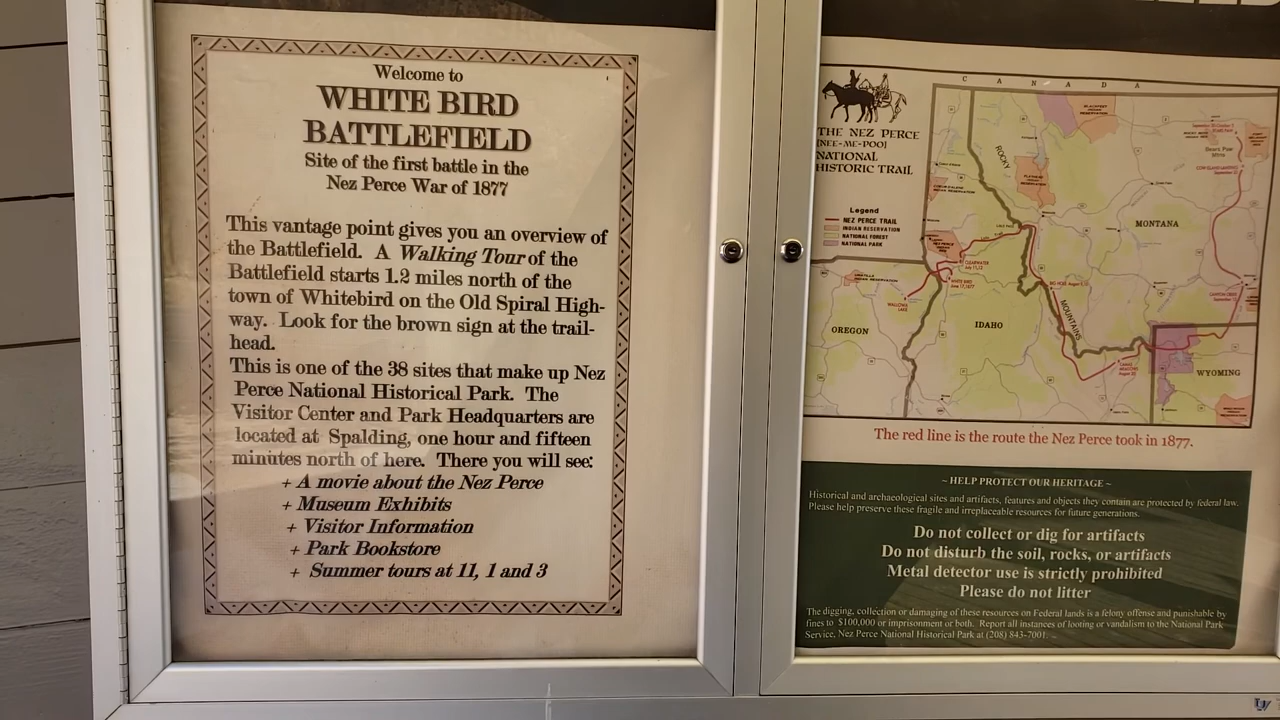 Welcome to
WHITE BIRD
BATTLEFIELD
Site of the first battle in the
Nez Perce War of 1877
This vantage point gives you an overview of
the Battlefield. A Walking Tour of the
Battlefield starts 1.2 miles north of the
town of Whitebird on the Old Spiral High-
way. Look for the brown sign at the trail-
head.
This is one of the 38 sites that make up Nez
Perce National Historical Park. The
Visitor Center and Park Headquarters are
located at Spalding, one hour and fifteen
minutes north of here. There you will see:
+ A movie about the Nez Perce
+ Museum Exhibits
+ Visitor Information
+ Park Bookstore
+ Summer tours at 11, 1 and 3
THE NEZ PERCE
(NEE-ME-POO)
NATIONAL
HISTORIC TRAIL
Legend
NEZ PERCE TRAIL
INDIAN RESERVATION
NATIONAL FOREST
NATIONAL PARK
CANADA
ROCKY
MOUNTAINS
MONTANA
OREGON
IDAHO
WYOMING
The red line is the route the Nez Perce took in 1877.
~ HELP PROTECT OUR HERITAGE ~
Historical and archaeological sites and artifacts, features and objects they contain are protected by federal law.
Please help preserve these fragile and irreplaceable resources for future generations.
Do not collect or dig for artifacts
Do not disturb the soil, rocks, or artifacts
Metal detector use is strictly prohibited
Please do not litter
The digging, collection or damaging of these resources on Federal lands is a felony offense and punishable by
fines to $100,000 or imprisonment or both. Report all instances of looting or vandalism to the National Park
Service, Nez Perce National Historical Park at (208) 843-7001.